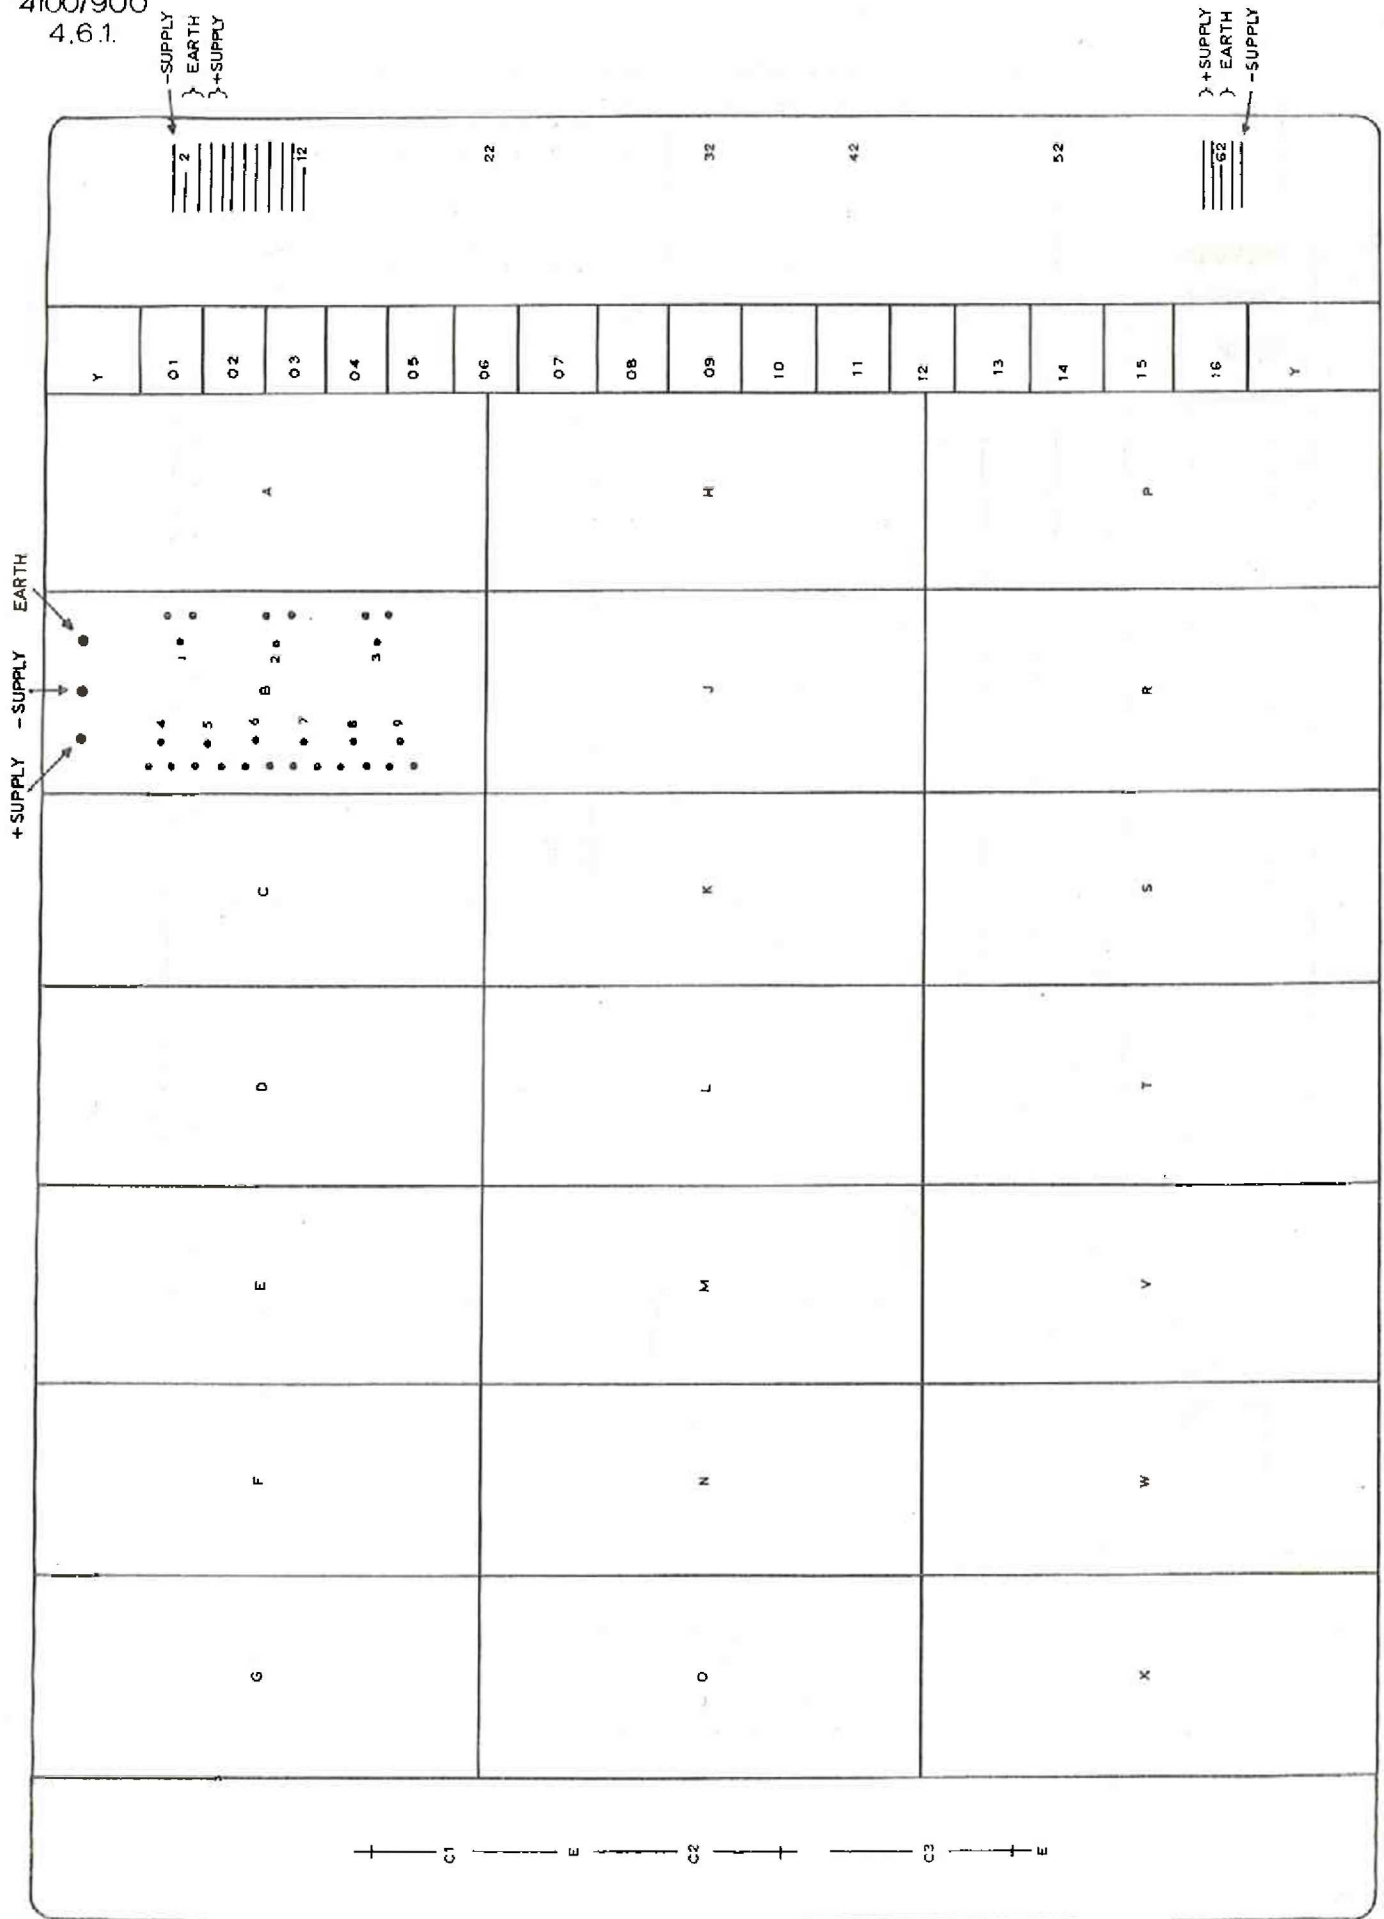 4100/900
4.6.1.
-SUPPLY
} EARTH
} +SUPPLY
+SUPPLY {
EARTH {
-SUPPLY
2
12
22
32
42
52
62
Y
01
02
03
04
05
06
07
08
09
10
11
12
13
14
15
16
Y
A
H
P
+SUPPLY
-SUPPLY
EARTH
1
2
3
B
4
5
6
7
8
9
J
R
C
K
S
D
L
T
E
M
V
F
N
W
G
O
X
+ C1 E C2 + C3 + E